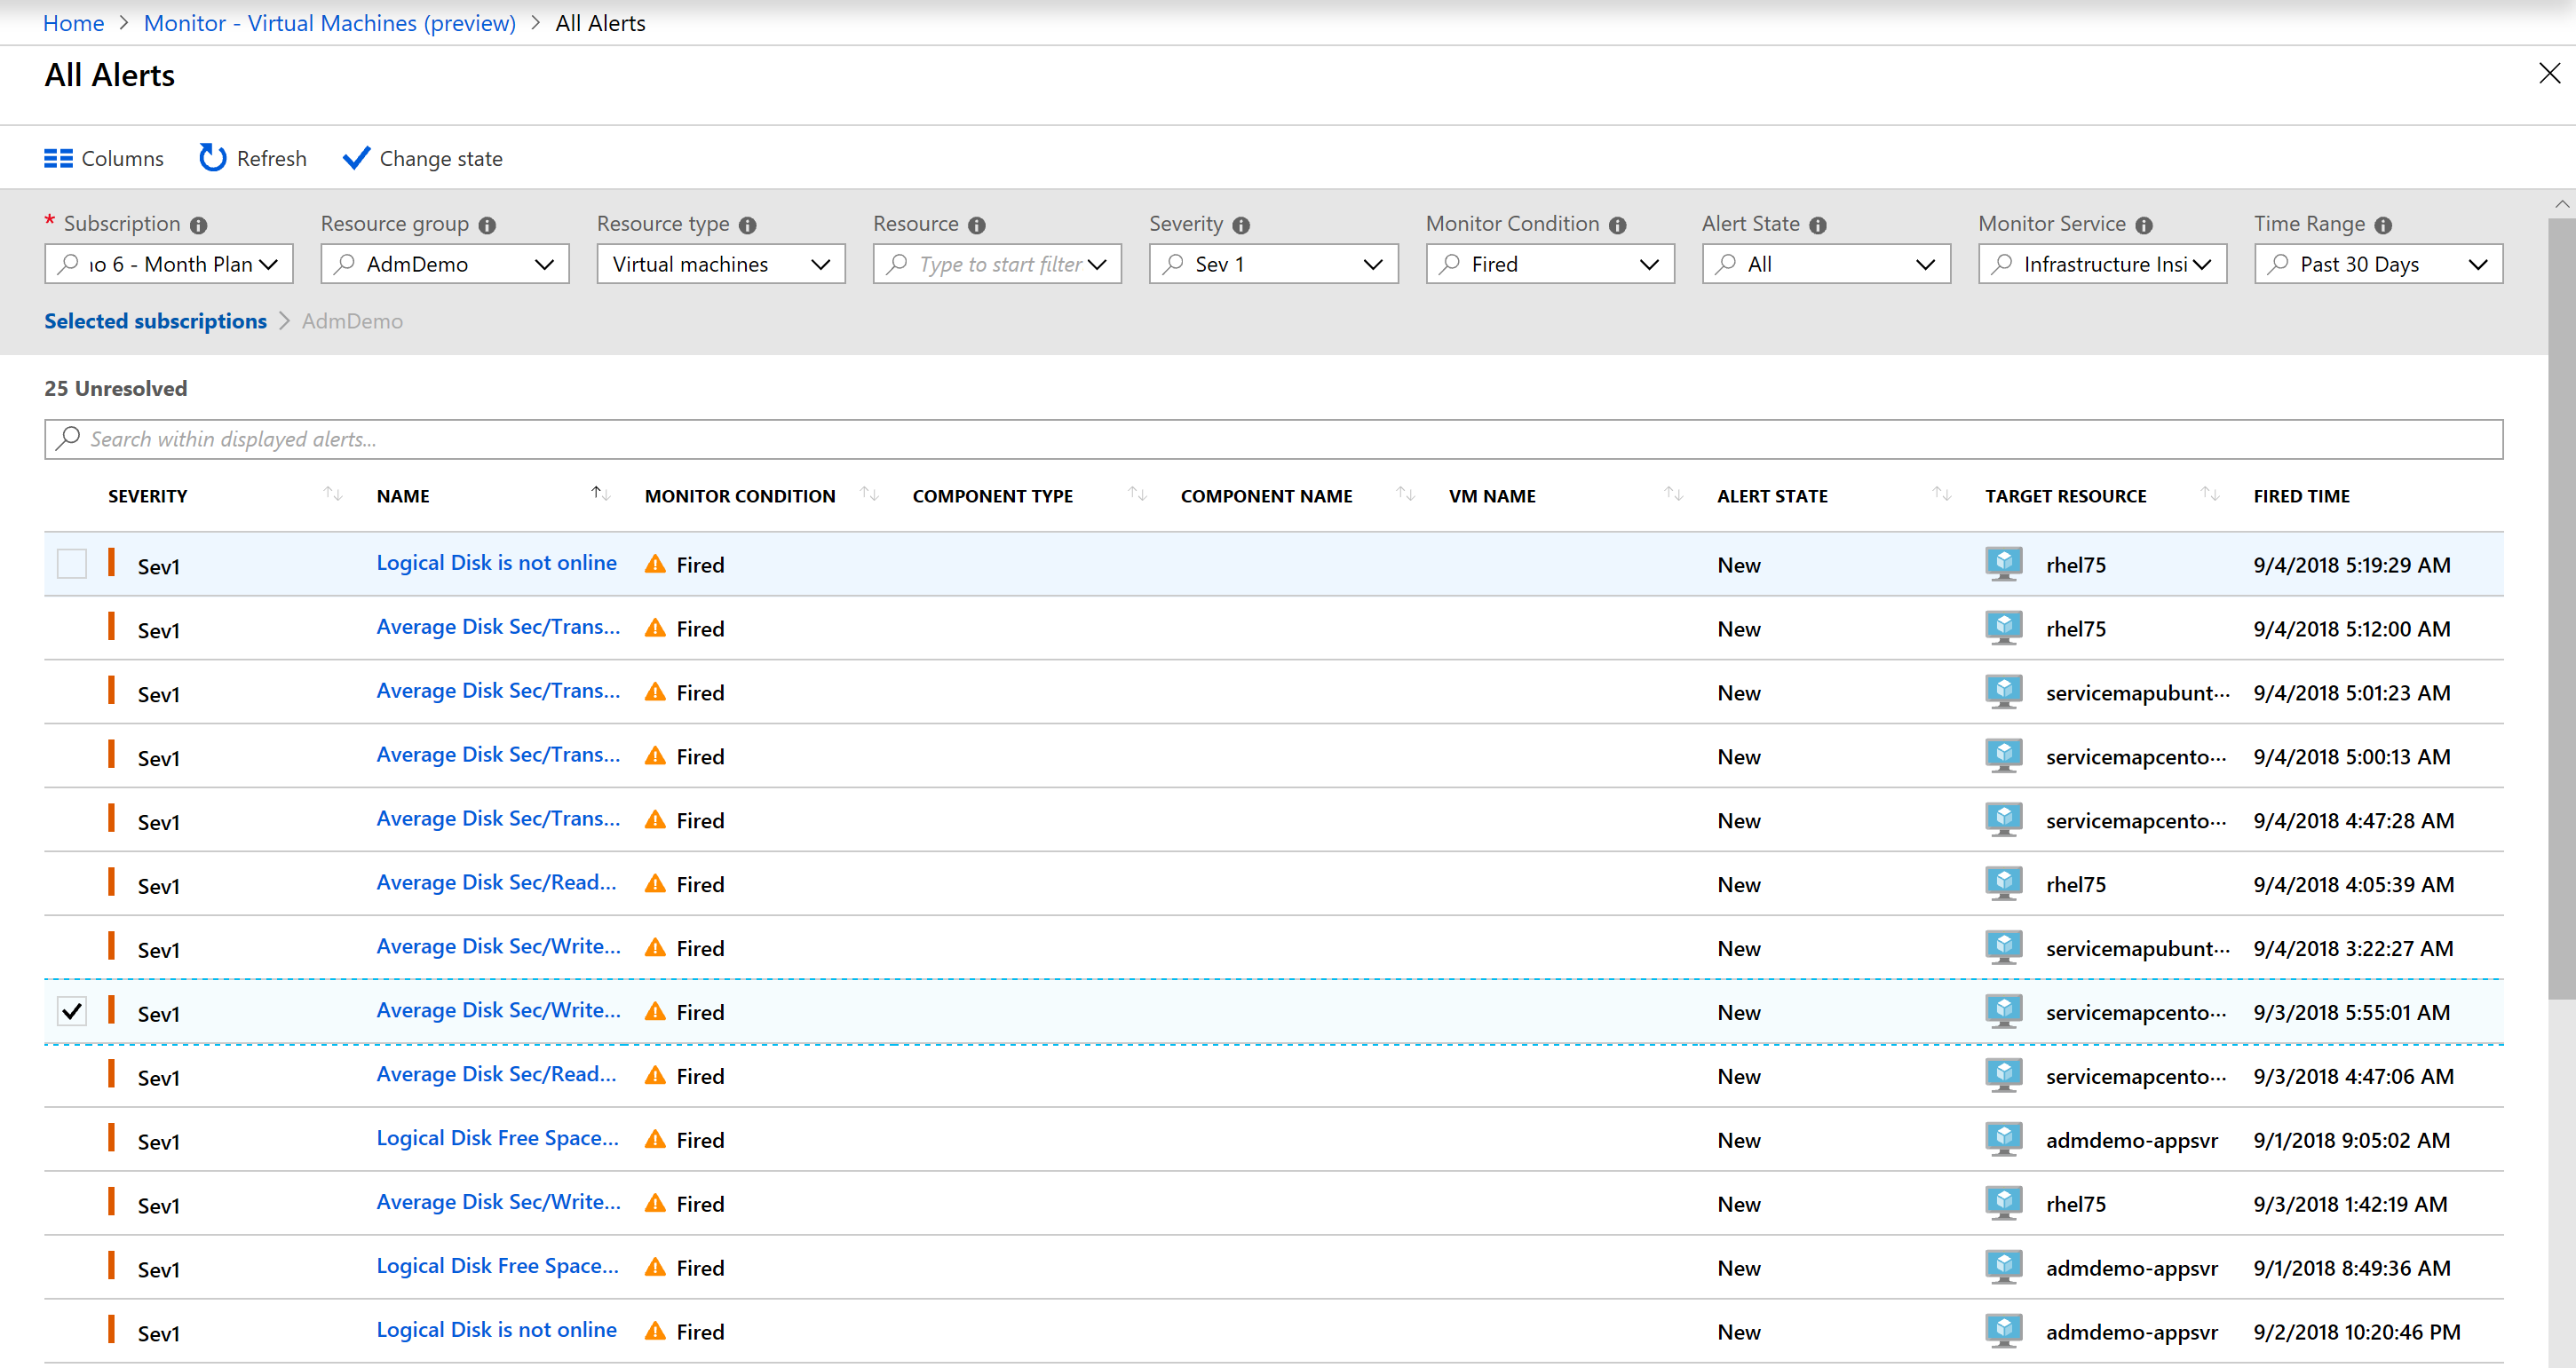 Home > Monitor - Virtual Machines (preview) > All Alerts
All Alerts
Columns Refresh Change state
* Subscription Resource group Resource type Resource Severity Monitor Condition Alert State Monitor Service Time Range
10 6 - Month Plan AdmDemo Virtual machines Type to start filter Sev 1 Fired All Infrastructure Insi Past 30 Days
Selected subscriptions > AdmDemo
25 Unresolved
Search within displayed alerts...
SEVERITY NAME MONITOR CONDITION COMPONENT TYPE COMPONENT NAME VM NAME ALERT STATE TARGET RESOURCE FIRED TIME
Sev1 Logical Disk is not online Fired New rhel75 9/4/2018 5:19:29 AM
Sev1 Average Disk Sec/Trans... Fired New rhel75 9/4/2018 5:12:00 AM
Sev1 Average Disk Sec/Trans... Fired New servicemapubunt... 9/4/2018 5:01:23 AM
Sev1 Average Disk Sec/Trans... Fired New servicemapcento... 9/4/2018 5:00:13 AM
Sev1 Average Disk Sec/Trans... Fired New servicemapcento... 9/4/2018 4:47:28 AM
Sev1 Average Disk Sec/Read... Fired New rhel75 9/4/2018 4:05:39 AM
Sev1 Average Disk Sec/Write... Fired New servicemapubunt... 9/4/2018 3:22:27 AM
Sev1 Average Disk Sec/Write... Fired New servicemapcento... 9/3/2018 5:55:01 AM
Sev1 Average Disk Sec/Read... Fired New servicemapcento... 9/3/2018 4:47:06 AM
Sev1 Logical Disk Free Space... Fired New admdemo-appsvr 9/1/2018 9:05:02 AM
Sev1 Average Disk Sec/Write... Fired New rhel75 9/3/2018 1:42:19 AM
Sev1 Logical Disk Free Space... Fired New admdemo-appsvr 9/1/2018 8:49:36 AM
Sev1 Logical Disk is not online Fired New admdemo-appsvr 9/2/2018 10:20:46 PM